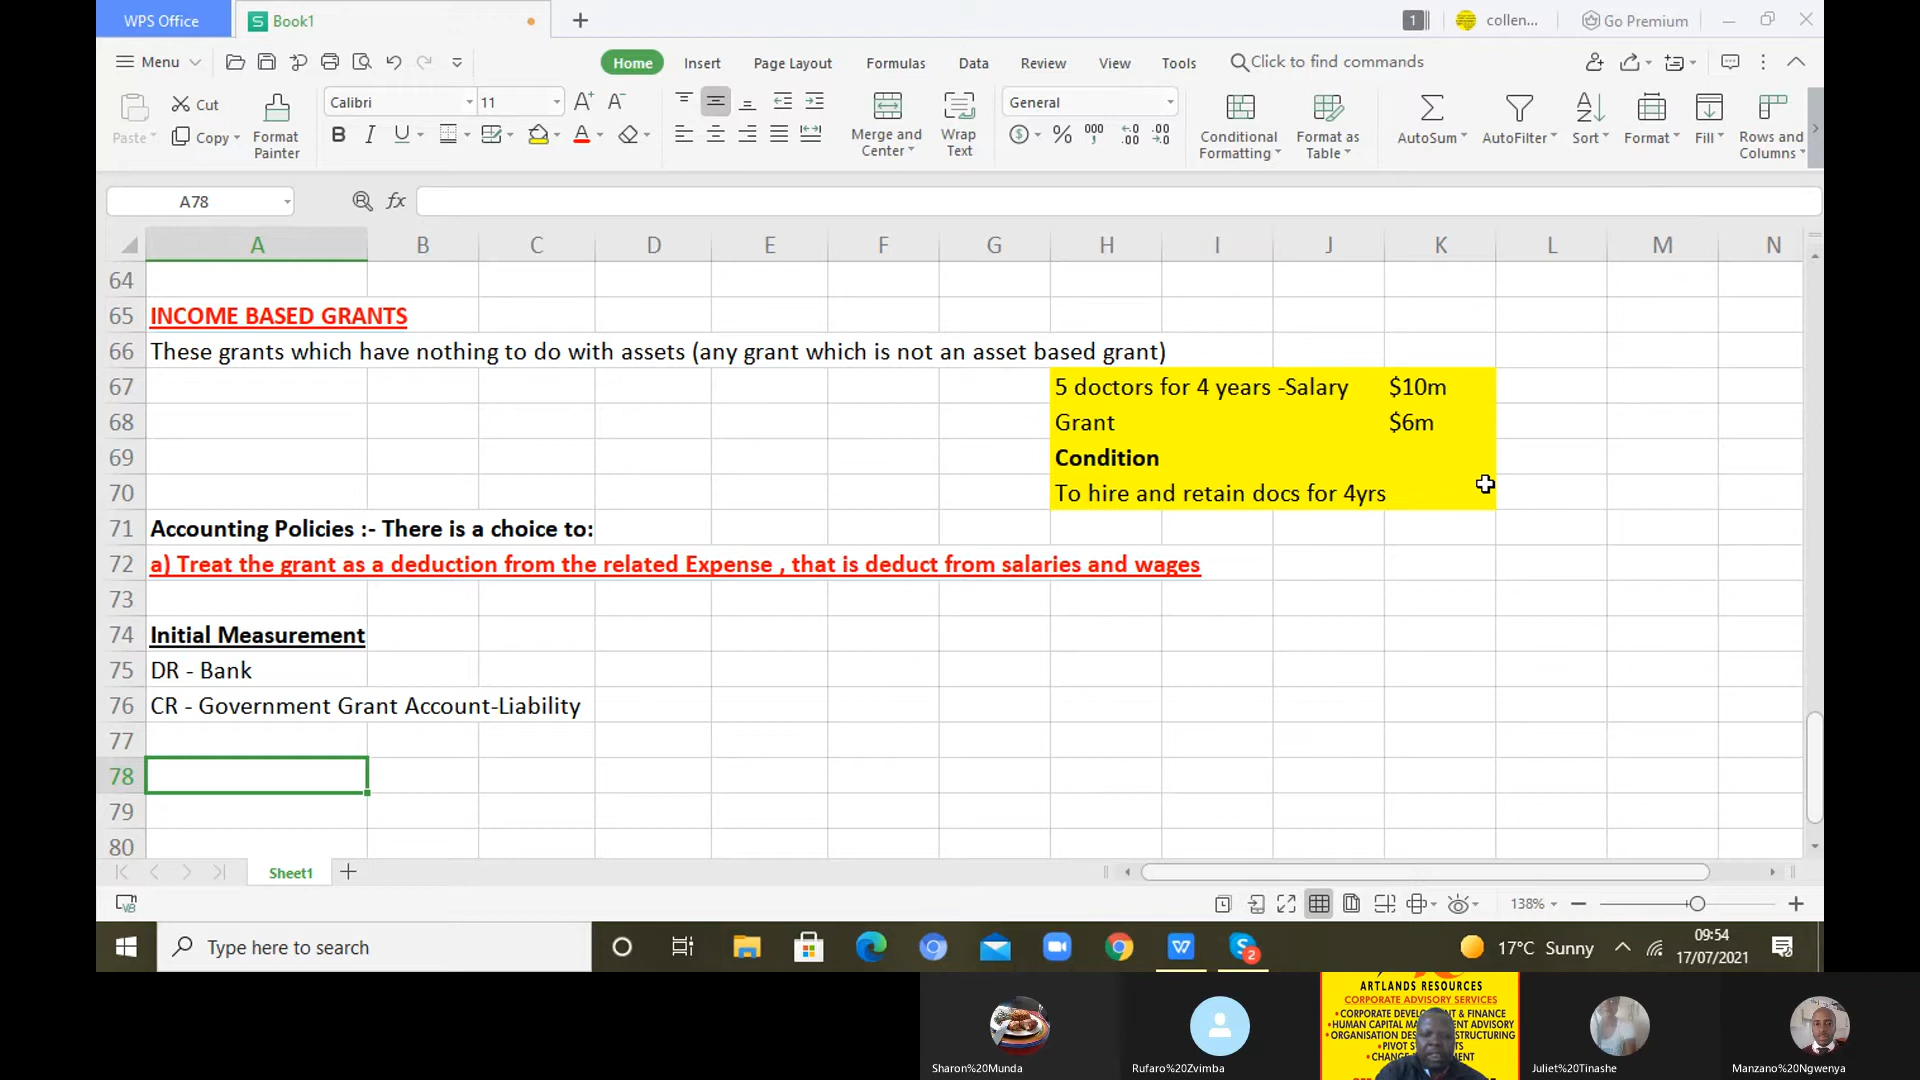 WPS Office
S Book1
1
collen...
Go Premium
Menu
Home
Insert
Page Layout
Formulas
Data
Review
View
Tools
Click to find commands
Paste
Cut
Copy
Format Painter
Calibri
11
Merge and Center
Wrap Text
General
Conditional Formatting
Format as Table
AutoSum
AutoFilter
Sort
Format
Fill
Rows and Columns
A78
fx
A B C D E F G H I J K L M N
64
65 INCOME BASED GRANTS
66 These grants which have nothing to do with assets (any grant which is not an asset based grant)
67 5 doctors for 4 years -Salary $10m
68 Grant $6m
69 Condition
70 To hire and retain docs for 4yrs
71 Accounting Policies :- There is a choice to:
72 a) Treat the grant as a deduction from the related Expense , that is deduct from salaries and wages
73
74 Initial Measurement
75 DR - Bank
76 CR - Government Grant Account-Liability
77
78
79
80
Sheet1
138%
Type here to search
2
17°C Sunny
09:54
17/07/2021
ARTLANDS RESOURCES
CORPORATE ADVISORY SERVICES
• CORPORATE DEVELOPMENT & FINANCE
Sharon%20Munda
Rufaro%20Zvimba
Juliet%20Tinashe
Manzano%20Ngwenya